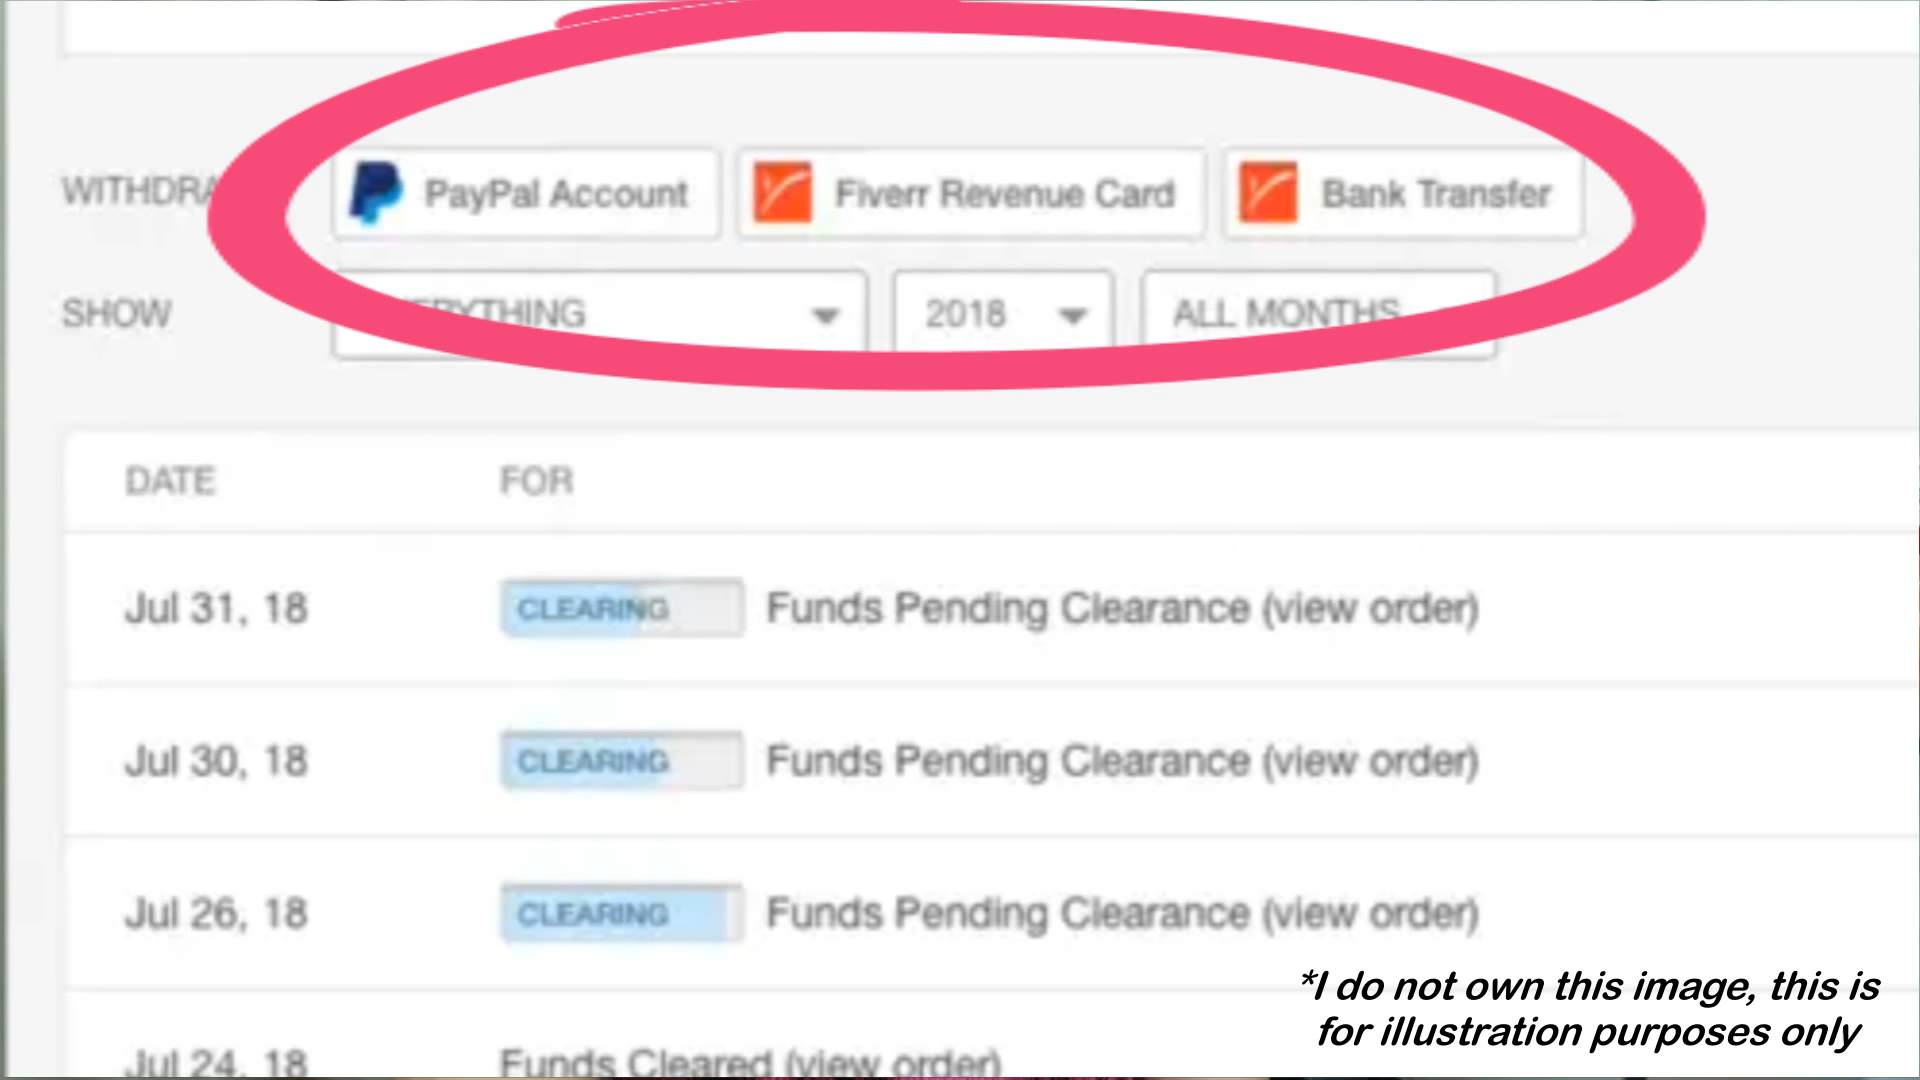 WITHDRA
PayPal Account
Fiverr Revenue Card
Bank Transfer
SHOW
ERYTHING
2018
ALL MONTHS
DATE
FOR
Jul 31, 18
CLEARING
Funds Pending Clearance (view order)
Jul 30, 18
CLEARING
Funds Pending Clearance (view order)
Jul 26, 18
CLEARING
Funds Pending Clearance (view order)
*I do not own this image, this is
for illustration purposes only
Jul 24, 18
Funds Cleared (view order)